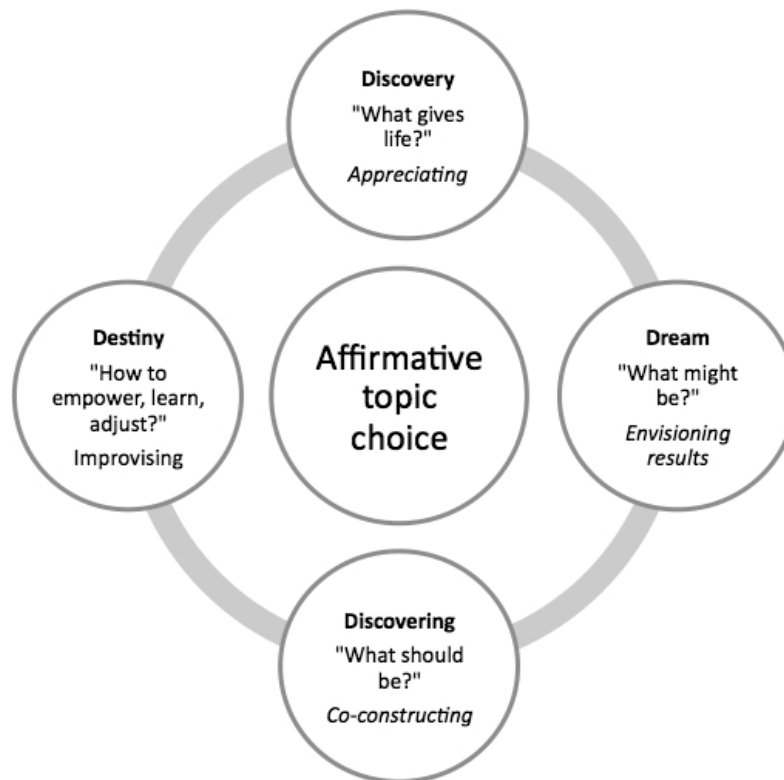 Discovery
"What gives
life?"
Appreciating
Destiny
"How to
empower, learn,
adjust?"
Improvising
Affirmative
topic
choice
Dream
"What might
be?"
Envisioning
results
Discovering
"What should
be?"
Co-constructing